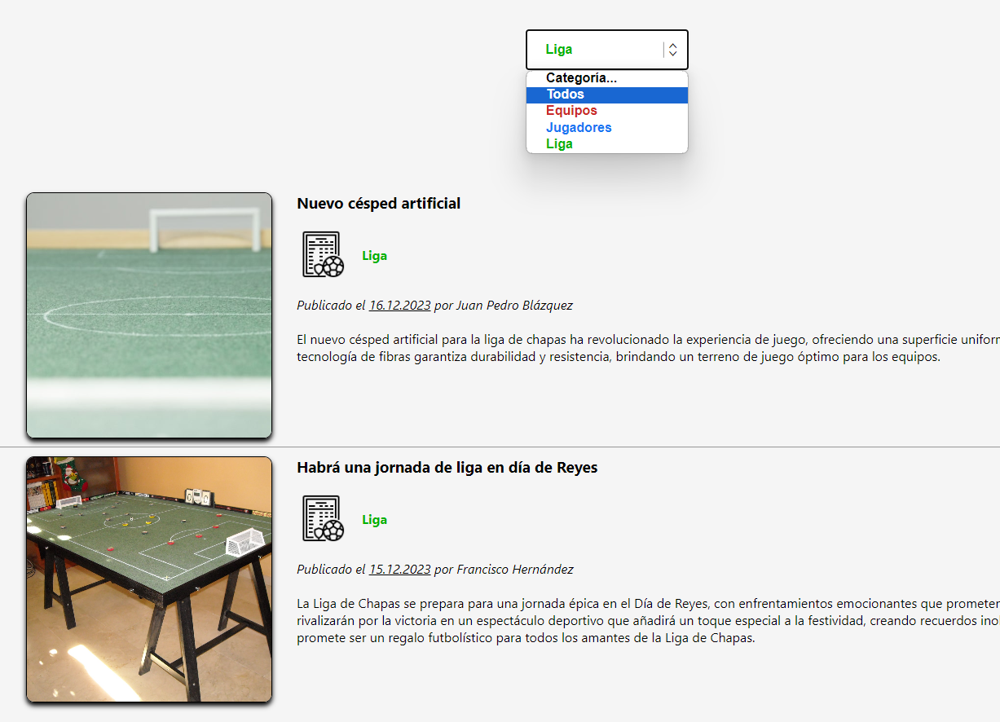 Liga
Categoría...
Todos
Equipos
Jugadores
Liga
Nuevo césped artificial
Liga
Publicado el 16.12.2023 por Juan Pedro Blázquez
El nuevo césped artificial para la liga de chapas ha revolucionado la experiencia de juego, ofreciendo una superficie
tecnología de fibras garantiza durabilidad y resistencia, brindando un terreno de juego óptimo para los equipos.
Habrá una jornada de liga en día de Reyes
Liga
Publicado el 15.12.2023 por Francisco Hernández
La Liga de Chapas se prepara para una jornada épica en el Día de Reyes, con enfrentamientos emocionantes que
rivalizarán por la victoria en un espectáculo deportivo que añadirá un toque especial a la festividad, creando recuerdos
promete ser un regalo futbolístico para todos los amantes de la Liga de Chapas.